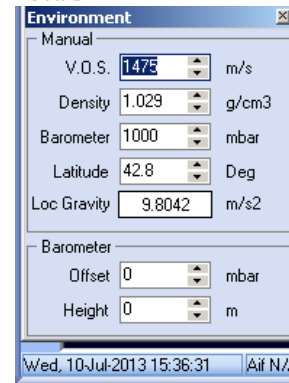 Environment
Manual
V.O.S. 1475 m/s
Density 1.029 g/cm3
Barometer 1000 mbar
Latitude 42.8 Deg
Loc Gravity 9.8042 m/s2
Barometer
Offset 0 mbar
Height 0 m
Wed, 10-Jul-2013 15:36:31 Aif N/